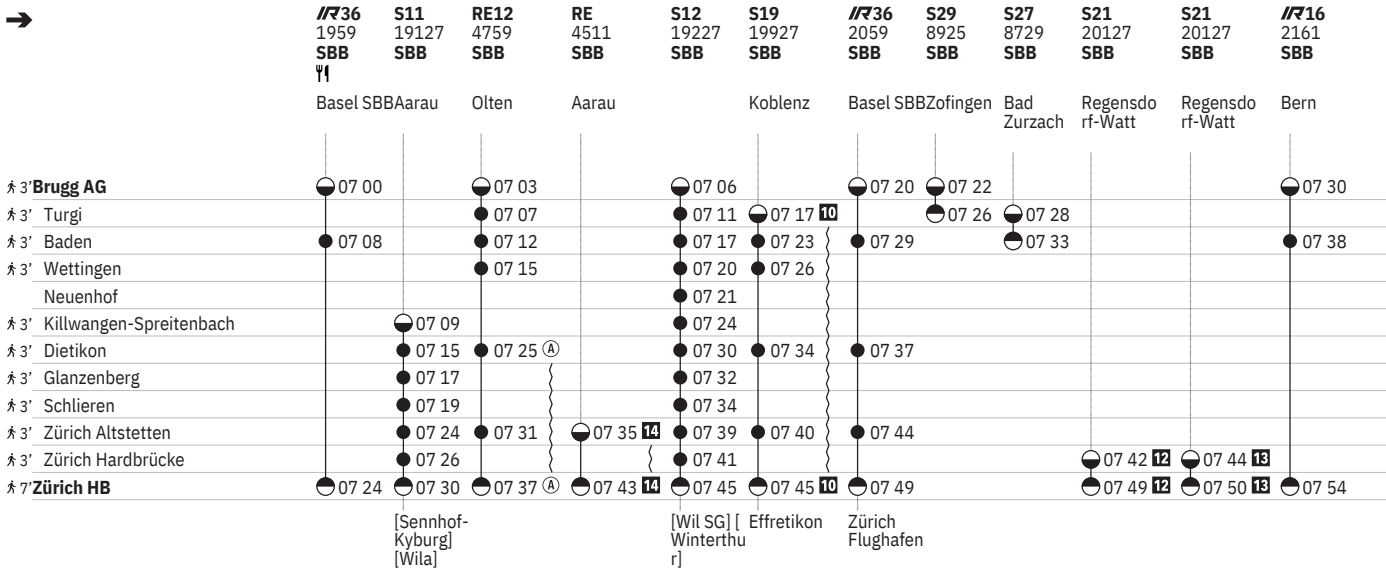 IR36 S11 RE12 RE S12 S19 IR36 S29 S27 S21 S21 IR16
1959 19127 4759 4511 19227 19927 2059 8925 8729 20127 20127 2161
SBB SBB SBB SBB SBB SBB SBB SBB SBB SBB SBB SBB
Basel SBB Aarau Olten Aarau Koblenz Basel SBB Zofingen Bad Regensdo Regensdo Bern
Zurzach rf-Watt rf-Watt
3’ Brugg AG 07 00 07 03 07 06 07 20 07 22 07 30
3’ Turgi 07 07 07 11 07 17 10 07 26 07 28
3’ Baden 07 08 07 12 07 17 07 23 07 29 07 33 07 38
3’ Wettingen 07 15 07 20 07 26
Neuenhof 07 21
3’ Killwangen-Spreitenbach 07 09 07 24
3’ Dietikon 07 15 07 25 A 07 30 07 34 07 37
3’ Glanzenberg 07 17 07 32
3’ Schlieren 07 19 07 34
3’ Zürich Altstetten 07 24 07 31 07 35 14 07 39 07 40 07 44
3’ Zürich Hardbrücke 07 26 07 41 07 42 12 07 44 13
7’ Zürich HB 07 24 07 30 07 37 A 07 43 14 07 45 07 45 10 07 49 07 49 12 07 50 13 07 54
[Sennhof- [Wil SG] [ Effretikon Zürich
Kyburg] Winterthu Flughafen
[Wila] r]